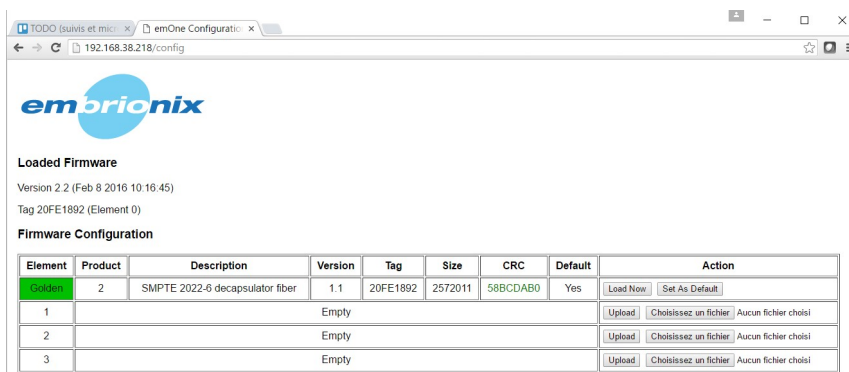 TODO (suivis et micr
emOne Configuratio
192.168.38.218/config
embrionix
Loaded Firmware
Version 2.2 (Feb 8 2016 10:16:45)
Tag 20FE1892 (Element 0)
Firmware Configuration
Element Product Description Version Tag Size CRC Default Action
Golden 2 SMPTE 2022-6 decapsulator fiber 1.1 20FE1892 2572011 58BCDAB0 Yes Load Now Set As Default
1 Empty Upload Choisissez un fichier Aucun fichier choisi
2 Empty Upload Choisissez un fichier Aucun fichier choisi
3 Empty Upload Choisissez un fichier Aucun fichier choisi